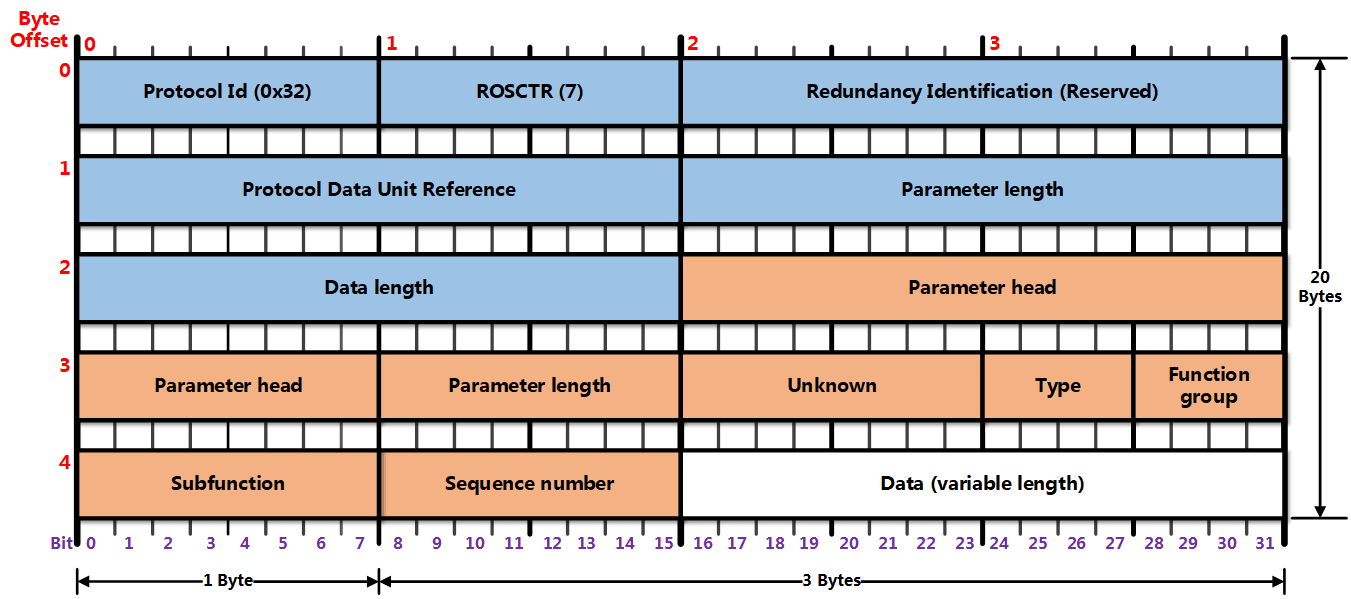 Byte
Offset
0 1 2 3
0
Protocol Id (0x32) ROSCTR (7) Redundancy Identification (Reserved)
1
Protocol Data Unit Reference Parameter length
2
Data length Parameter head
20
Bytes
3
Parameter head Parameter length Unknown Type Function
group
4
Subfunction Sequence number Data (variable length)
Bit 0 1 2 3 4 5 6 7 8 9 10 11 12 13 14 15 16 17 18 19 20 21 22 23 24 25 26 27 28 29 30 31
1 Byte 3 Bytes